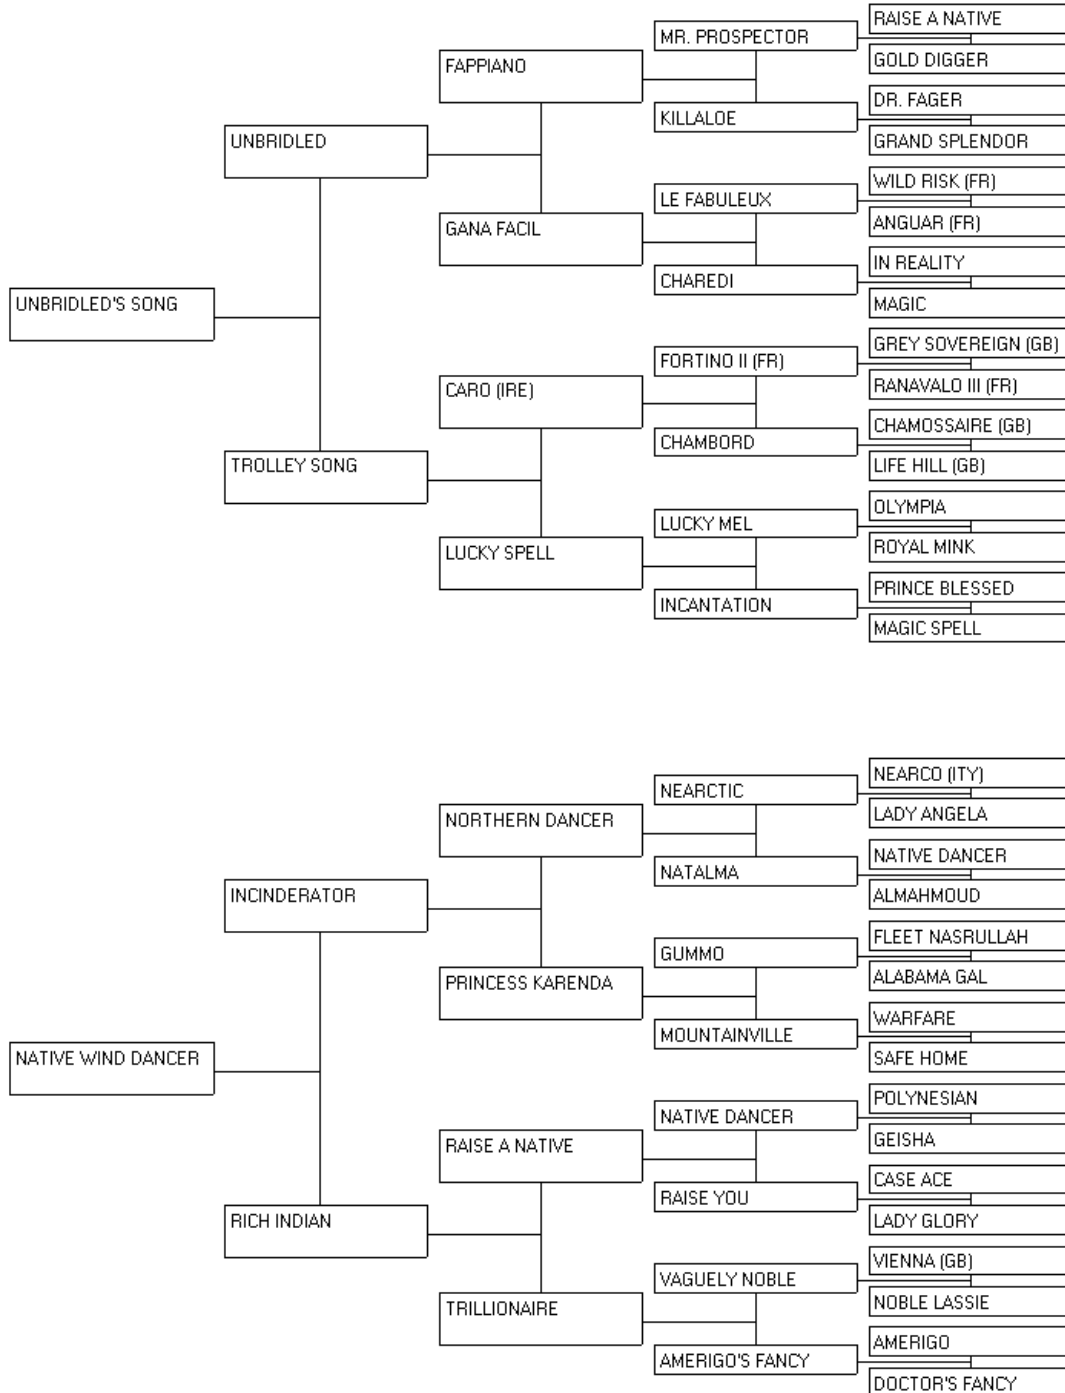 RAISE A NATIVE
MR. PROSPECTOR
GOLD DIGGER
FAPPIANO
DR. FAGER
KILLALOE
GRAND SPLENDOR
UNBRIDLED
WILD RISK (FR)
LE FABULEUX
ANGUAR (FR)
GANA FACIL
IN REALITY
CHAREDI
MAGIC
UNBRIDLED'S SONG
GREY SOVEREIGN (GB)
FORTINO II (FR)
RANAVALO III (FR)
CARO (IRE)
CHAMOSSAIRE (GB)
CHAMBORD
LIFE HILL (GB)
TROLLEY SONG
OLYMPIA
LUCKY MEL
ROYAL MINK
LUCKY SPELL
PRINCE BLESSED
INCANTATION
MAGIC SPELL
NEARCO (ITY)
NEARCTIC
LADY ANGELA
NORTHERN DANCER
NATIVE DANCER
NATALMA
ALMAHMOUD
INCINDERATOR
FLEET NASRULLAH
GUMMO
ALABAMA GAL
PRINCESS KARENDA
WARFARE
MOUNTAINVILLE
SAFE HOME
NATIVE WIND DANCER
POLYNESIAN
NATIVE DANCER
GEISHA
RAISE A NATIVE
CASE ACE
RAISE YOU
LADY GLORY
RICH INDIAN
VIENNA (GB)
VAGUELY NOBLE
NOBLE LASSIE
TRILLIONAIRE
AMERIGO
AMERIGO'S FANCY
DOCTOR'S FANCY